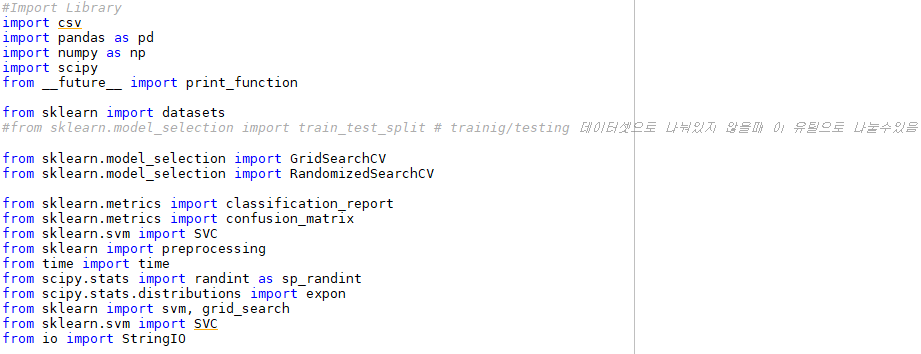 #Import Library
import csv
import pandas as pd
import numpy as np
import scipy
from __future__ import print_function
from sklearn import datasets
#from sklearn.model_selection import train_test_split # trainig/testing 데이터셋으로 나눠있지 않을때 이 유틸으로 나눌수있음
from sklearn.model_selection import GridSearchCV
from sklearn.model_selection import RandomizedSearchCV
from sklearn.metrics import classification_report
from sklearn.metrics import confusion_matrix
from sklearn.svm import SVC
from sklearn import preprocessing
from time import time
from scipy.stats import randint as sp_randint
from scipy.stats.distributions import expon
from sklearn import svm, grid_search
from sklearn.svm import SVC
from io import StringIO